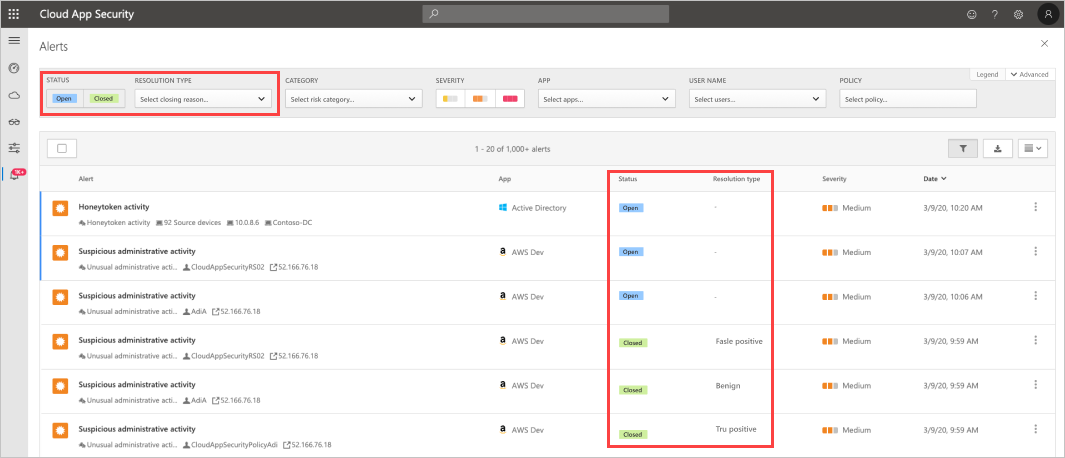 Cloud App Security
?
Alerts
Legend Advanced
STATUS RESOLUTION TYPE CATEGORY SEVERITY APP USER NAME POLICY
Open Closed Select closing reason... Select risk category... Select apps... Select users... Select policy...
1K+
1 - 20 of 1,000+ alerts
Alert App Status Resolution type Severity Date
Honeytoken activity Active Directory Open - Medium 3/9/20, 10:20 AM
Honeytoken activity 92 Source devices 10.0.8.6 Contoso-DC
Suspicious administrative activity AWS Dev Open - Medium 3/9/20, 10:07 AM
Unusual administrative acti... CloudAppSecurityRS02 52.166.76.18
Suspicious administrative activity AWS Dev Open - Medium 3/9/20, 10:06 AM
Unusual administrative acti... AdiA 52.166.76.18
Suspicious administrative activity AWS Dev Closed Fasle positive Medium 3/9/20, 9:59 AM
Unusual administrative acti... CloudAppSecurityRS02 52.166.76.18
Suspicious administrative activity AWS Dev Closed Benign Medium 3/9/20, 9:59 AM
Unusual administrative acti... AdiA 52.166.76.18
Suspicious administrative activity AWS Dev Closed Tru positive Medium 3/9/20, 9:59 AM
Unusual administrative acti... CloudAppSecurityPolicyAdi 52.166.76.18